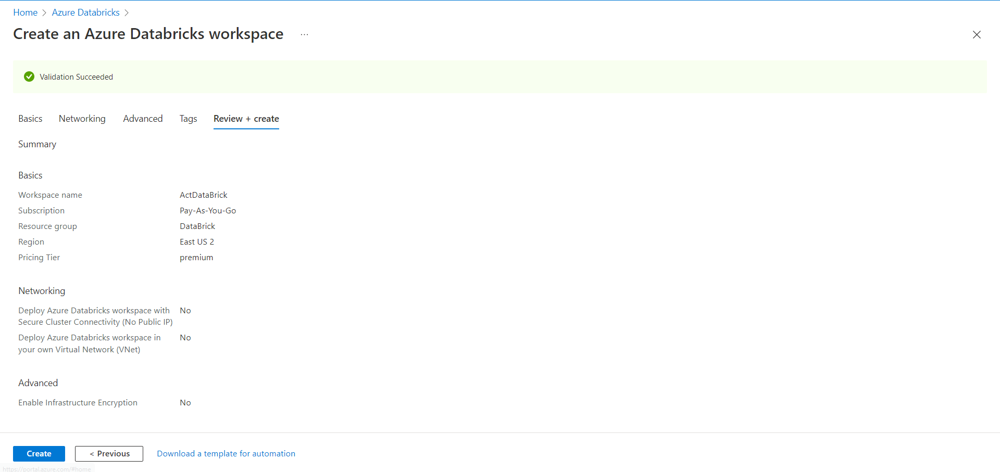 Home > Azure Databricks >
Create an Azure Databricks workspace ...
Validation Succeeded
Basics Networking Advanced Tags Review + create
Summary
Basics
Workspace name ActDataBrick
Subscription Pay-As-You-Go
Resource group DataBrick
Region East US 2
Pricing Tier premium
Networking
Deploy Azure Databricks workspace with No
Secure Cluster Connectivity (No Public IP)
Deploy Azure Databricks workspace in No
your own Virtual Network (VNet)
Advanced
Enable Infrastructure Encryption No
Create < Previous Download a template for automation
https://portal.azure.com/#home